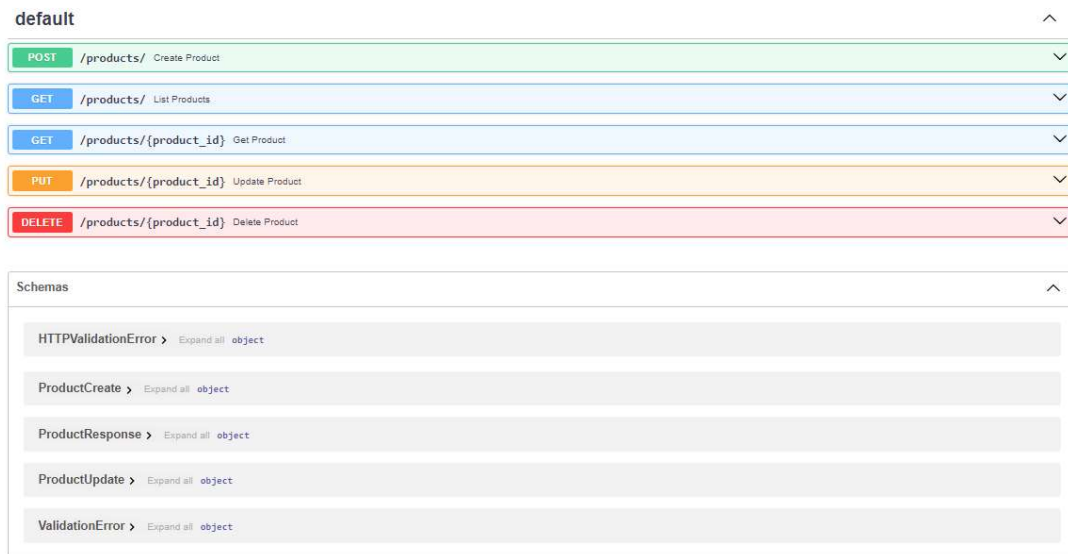 default
POST /products/ Create Product
GET /products/ List Products
GET /products/{product_id} Get Product
PUT /products/{product_id} Update Product
DELETE /products/{product_id} Delete Product
Schemas
HTTPValidationError Expand all object
ProductCreate Expand all object
ProductResponse Expand all object
ProductUpdate Expand all object
ValidationError Expand all object